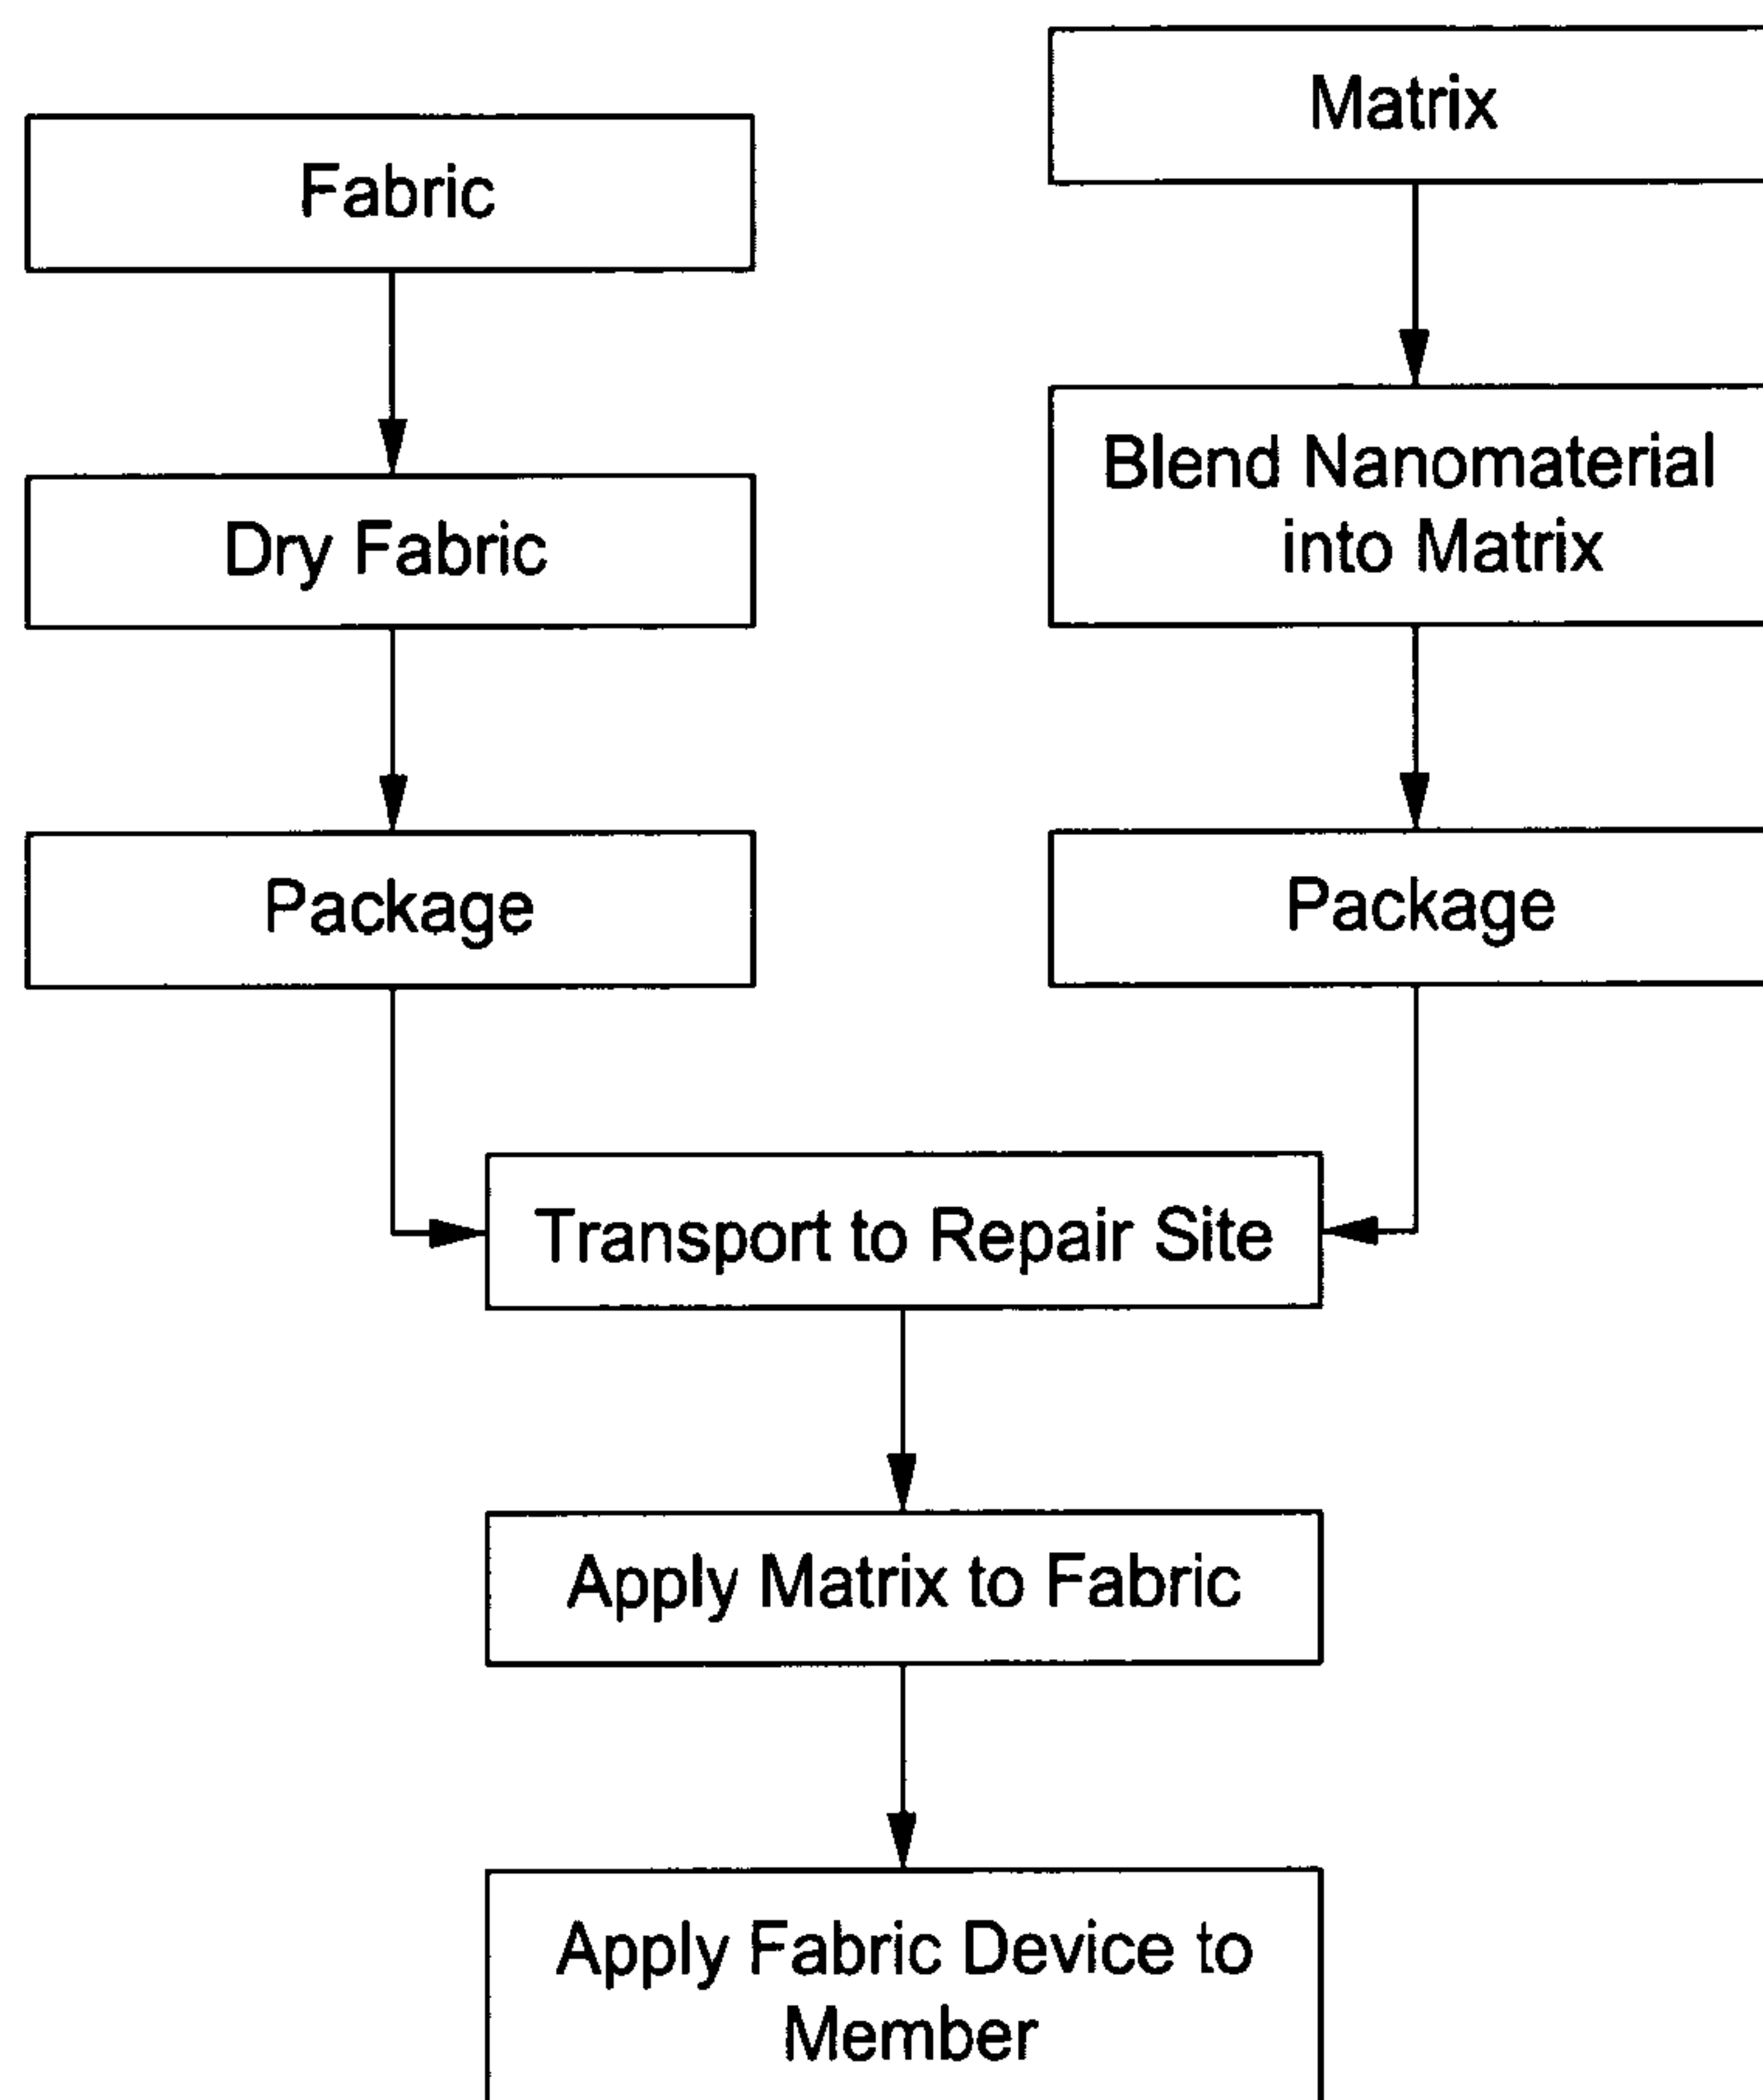 Matrix
Fabric
Blend Nanomaterial
into Matrix
Dry Fabric
Package
Package
Transport to Repair Site
Apply Matrix to Fabric
Apply Fabric Device to
Member